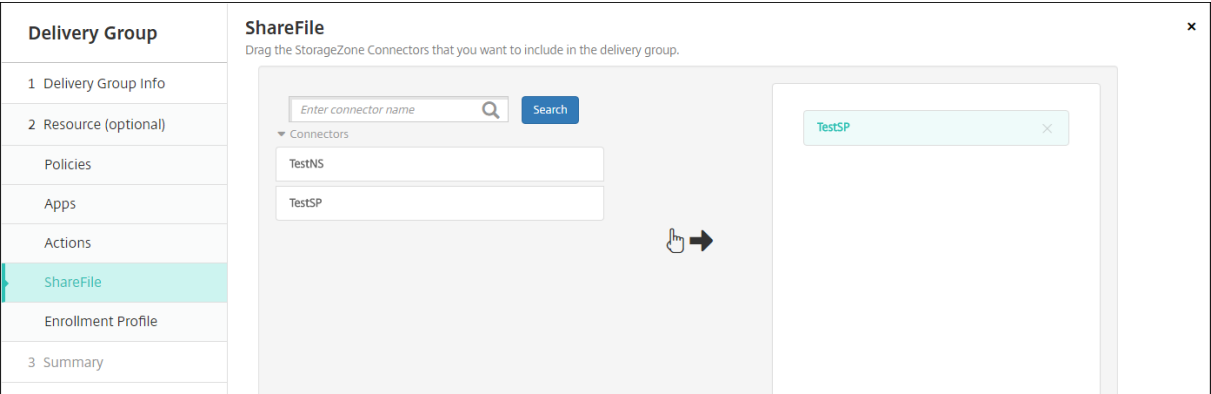 Delivery Group
1 Delivery Group Info
2 Resource (optional)
Policies
Apps
Actions
ShareFile
Enrollment Profile
3 Summary
ShareFile
Drag the StorageZone Connectors that you want to include in the delivery group.
Enter connector name
Search
Connectors
TestNS
TestSP
TestSP